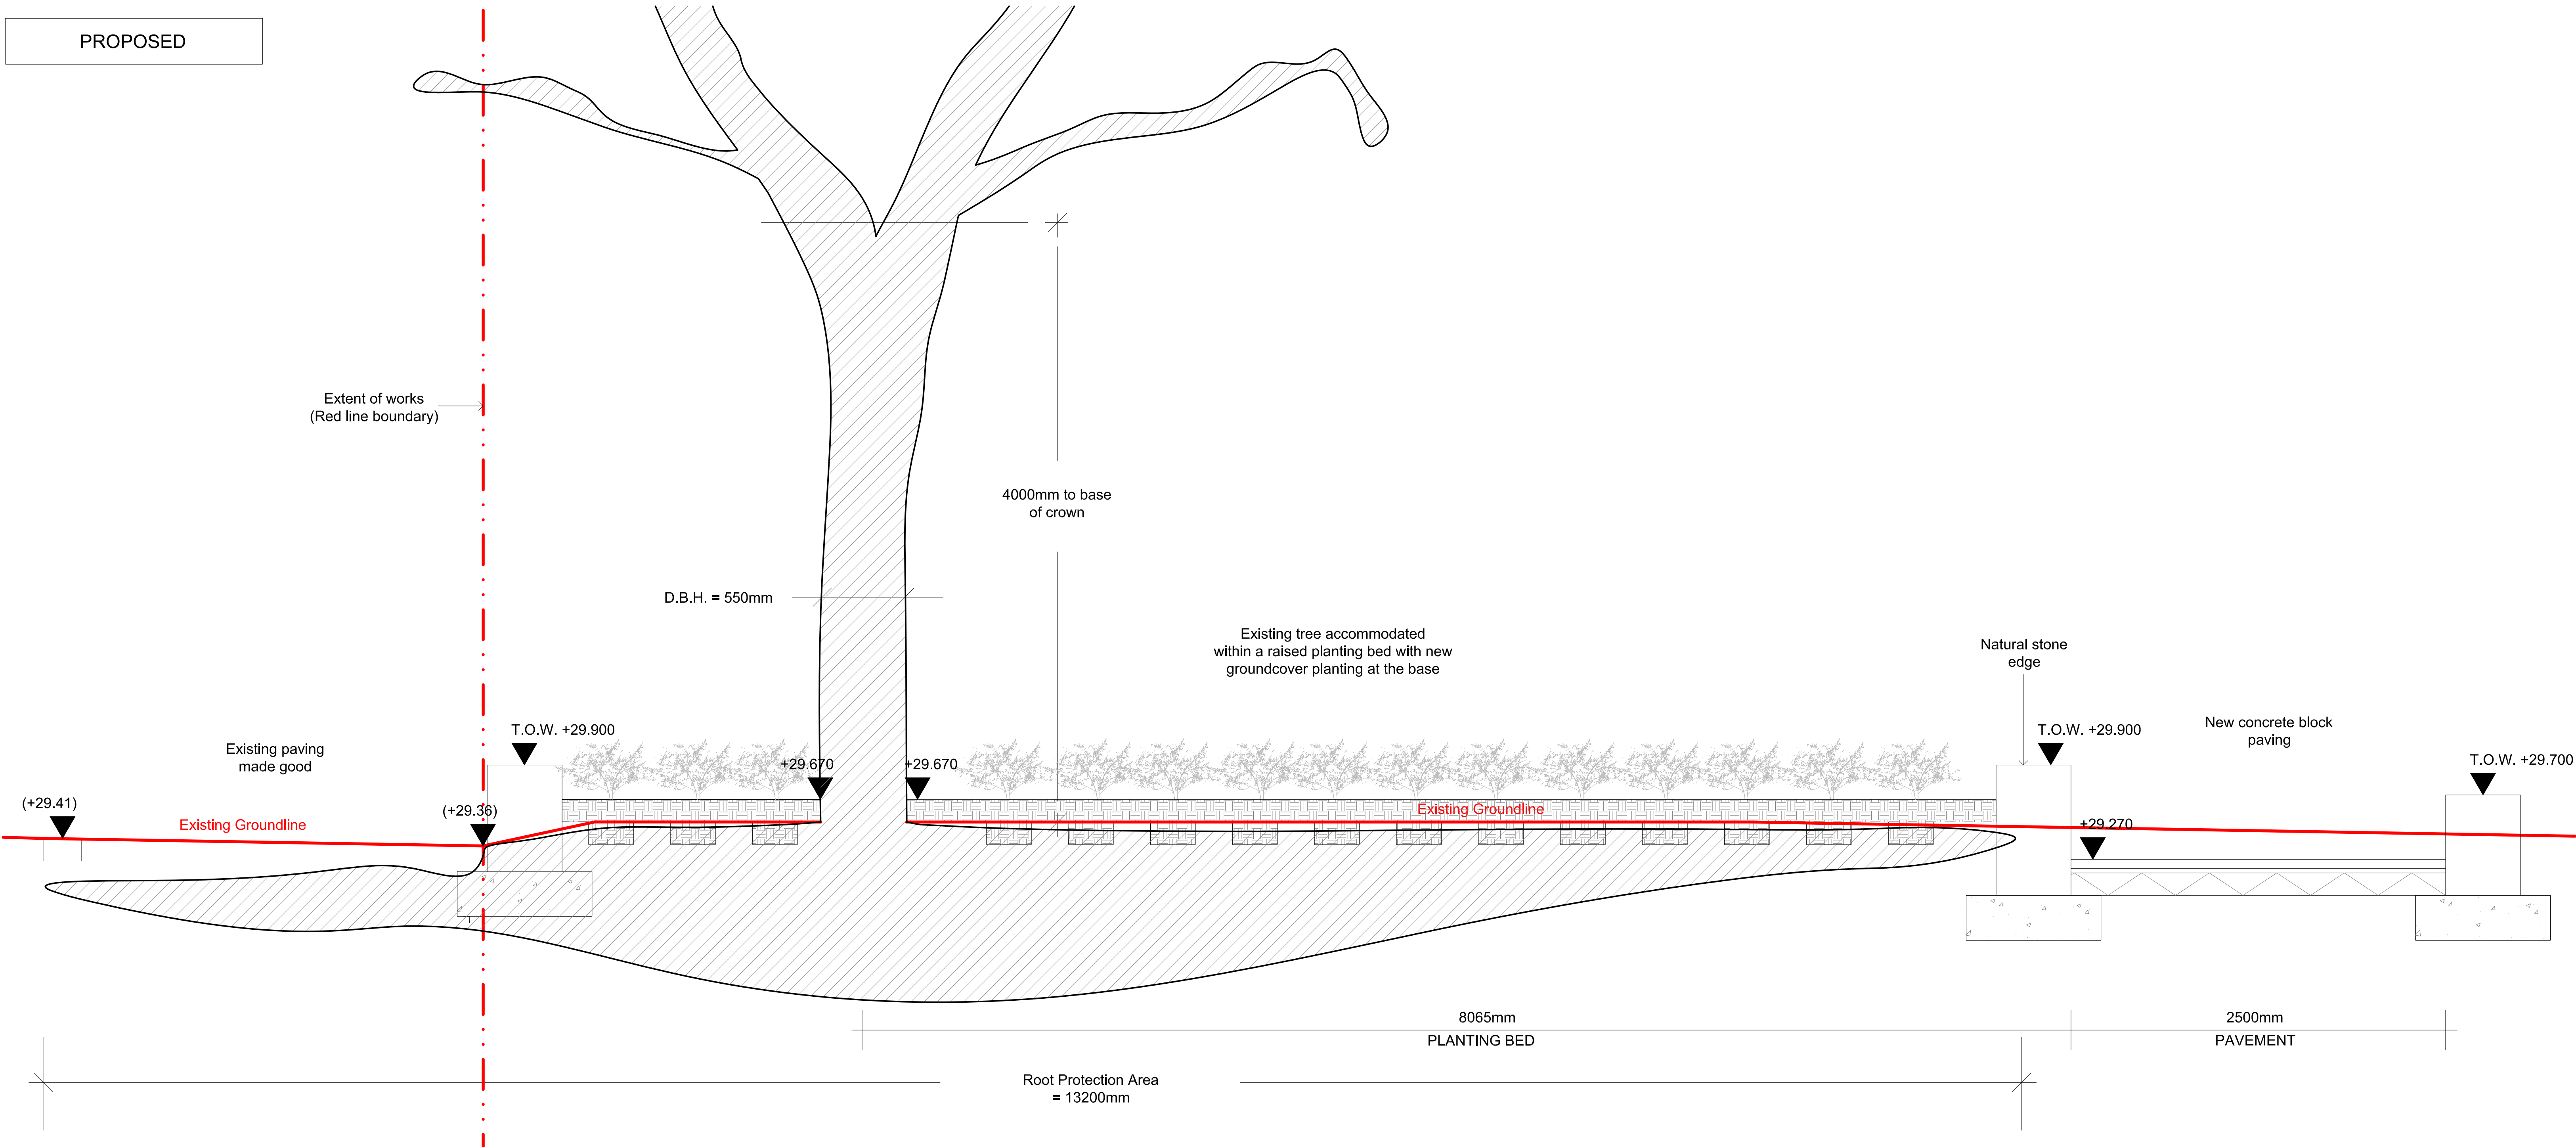 PROPOSED
Extent of works
(Red line boundary)
4000mm to base
of crown
D.B.H. = 550mm
Existing tree accommodated
within a raised planting bed with new
groundcover planting at the base
Natural stone
edge
T.O.W. +29.900
T.O.W. +29.900
New concrete block
paving
Existing paving
made good
T.O.W. +29.700
+29.670
+29.670
(+29.41)
(+29.36)
Existing Groundline
Existing Groundline
+29.270
8065mm
PLANTING BED
2500mm
PAVEMENT
Root Protection Area
= 13200mm